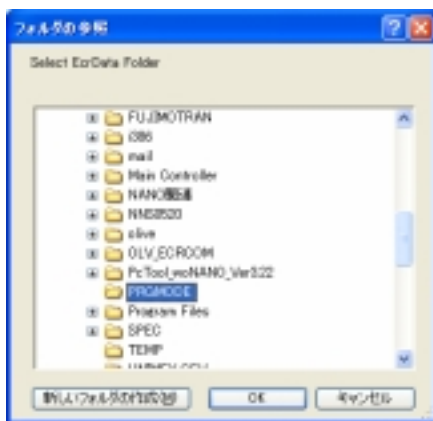 フォルダの参照
Select EcrData Folder
FUJIMOTRAN
i386
mail
Main Controller
NANO関連
NNS8520
olive
OLV_ECRCOM
PcTool_woNANO_Ver322
PRGMODE
Program Files
SPEC
TEMP
新しいフォルダの作成(M)
OK
キャンセル